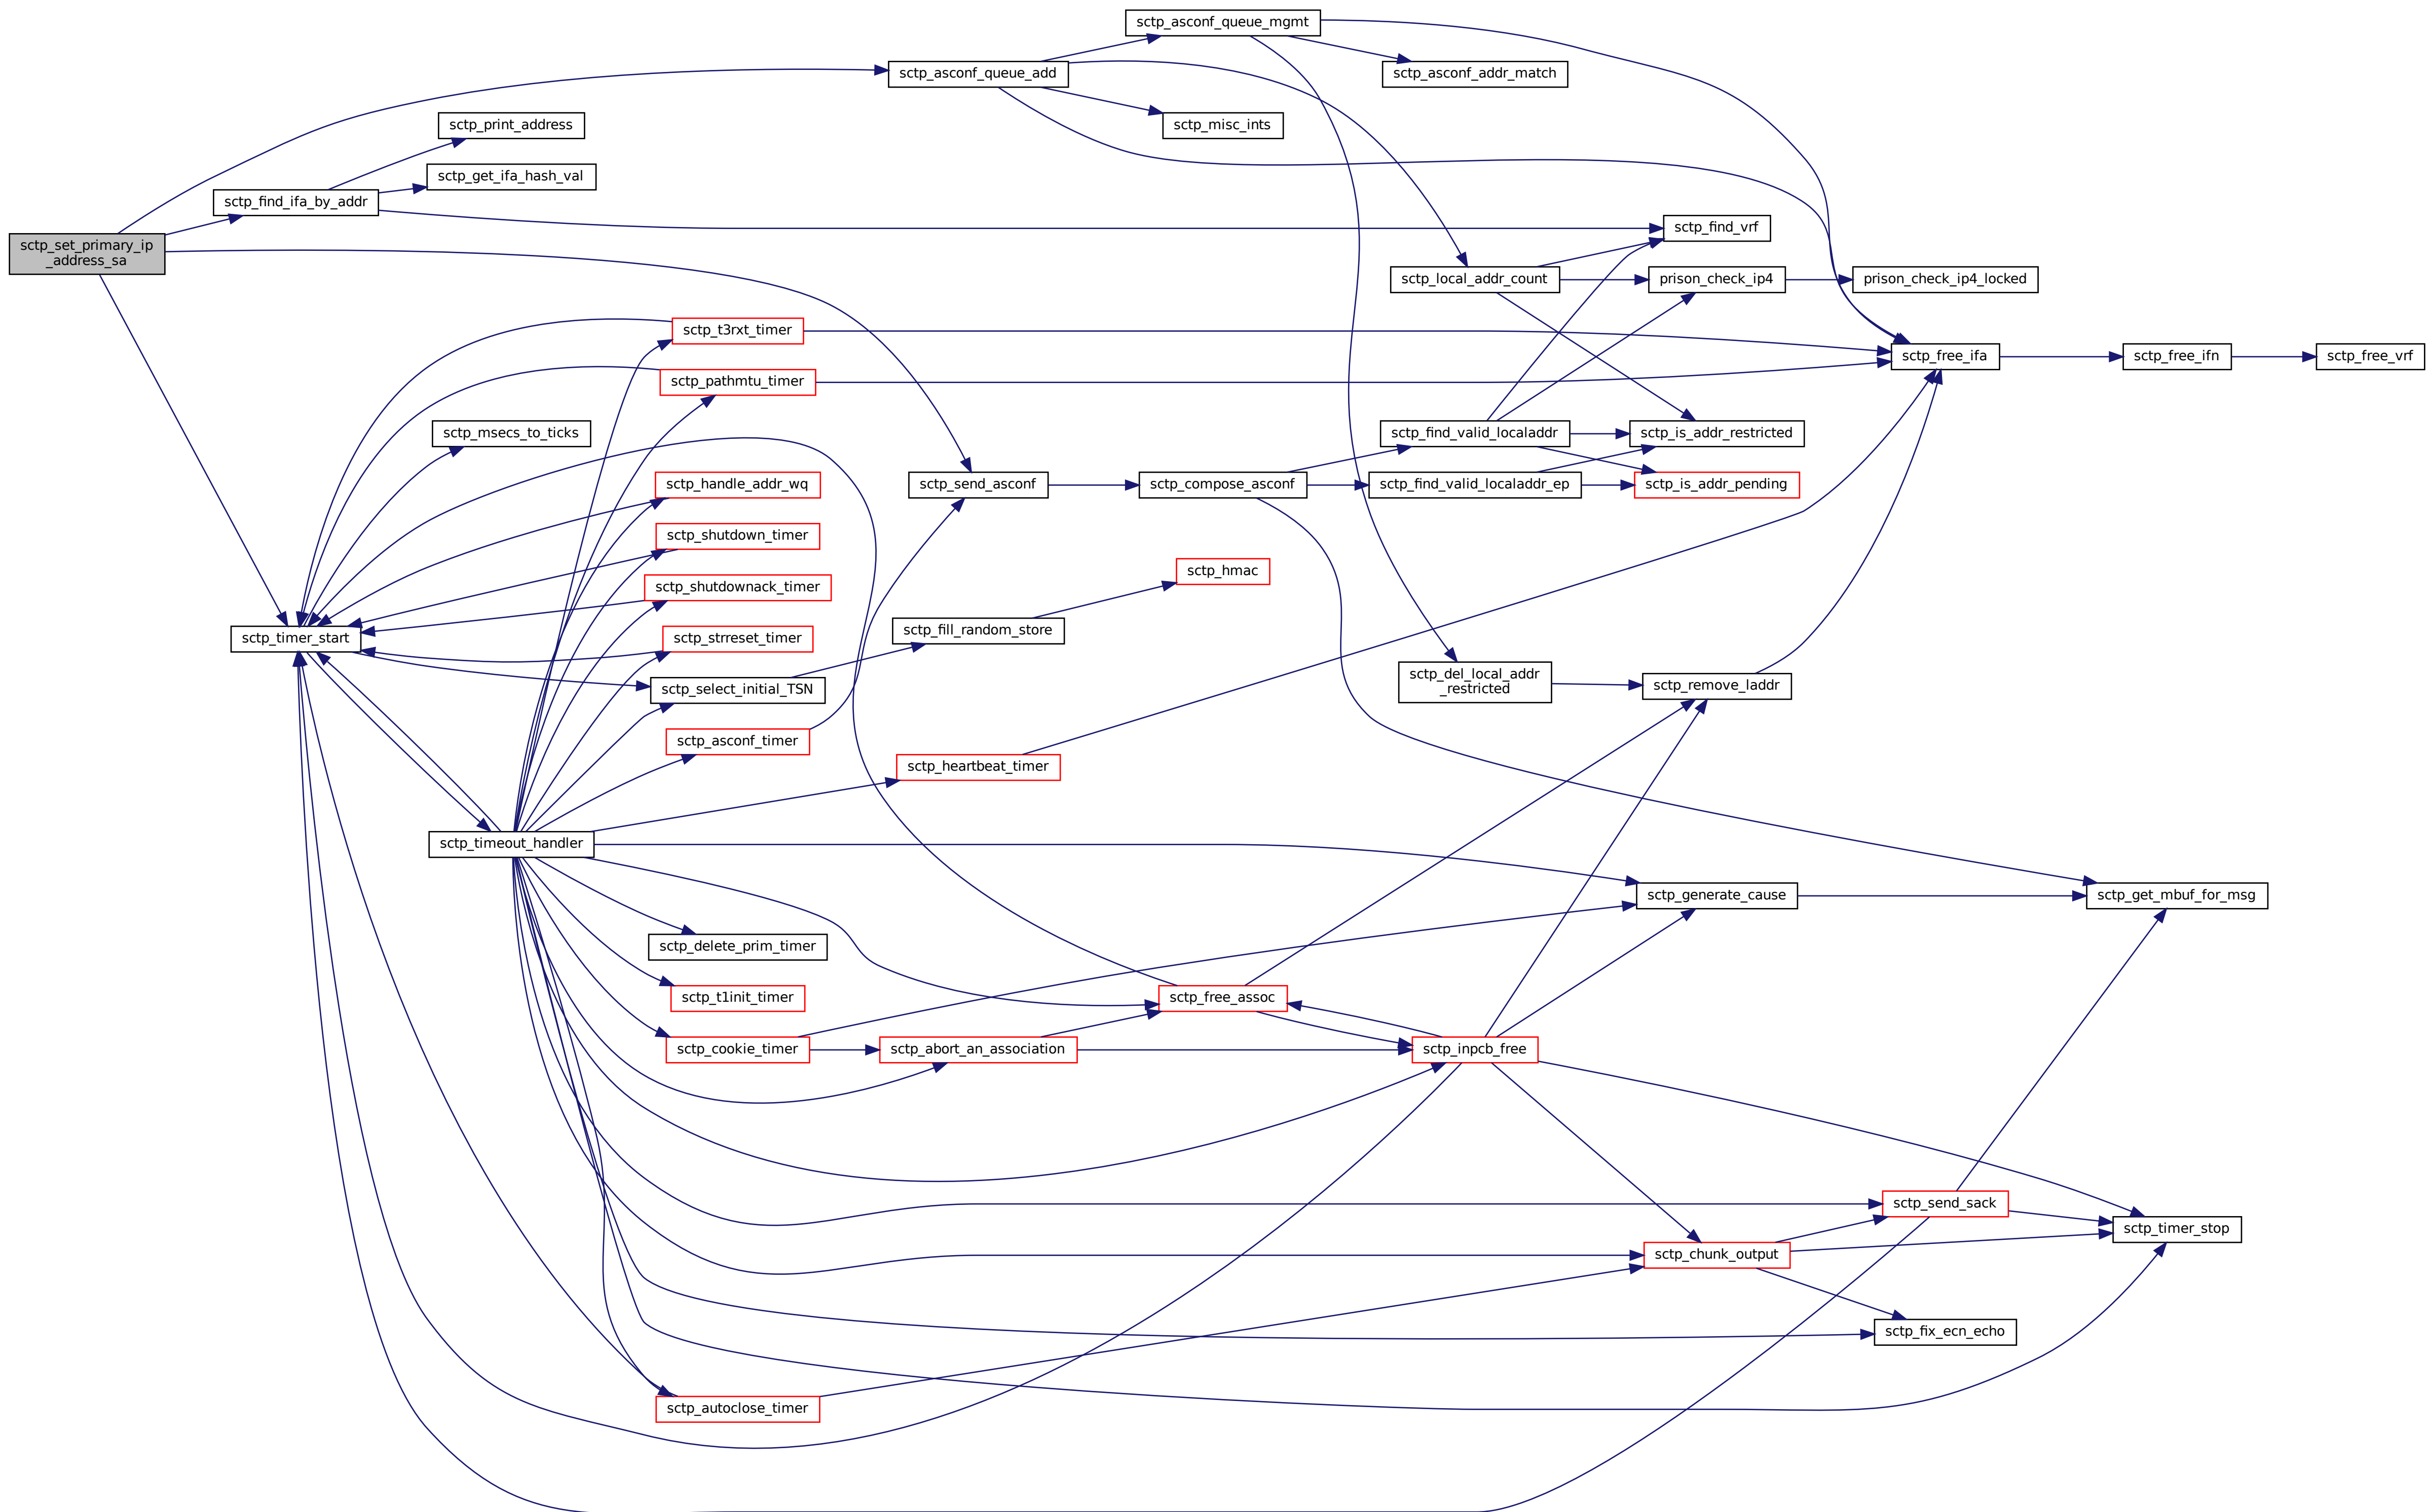 sctp_asconf_queue_mgmt
sctp_asconf_queue_add
sctp_asconf_addr_match
sctp_print_address
sctp_misc_ints
sctp_get_ifa_hash_val
sctp_find_ifa_by_addr
sctp_find_vrf
sctp_set_primary_ip
_address_sa
sctp_local_addr_count
prison_check_ip4
prison_check_ip4_locked
sctp_t3rxt_timer
sctp_free_ifa
sctp_free_ifn
sctp_free_vrf
sctp_pathmtu_timer
sctp_msecs_to_ticks
sctp_find_valid_localaddr
sctp_is_addr_restricted
sctp_handle_addr_wq
sctp_send_asconf
sctp_compose_asconf
sctp_find_valid_localaddr_ep
sctp_is_addr_pending
sctp_shutdown_timer
sctp_hmac
sctp_shutdownack_timer
sctp_timer_start
sctp_strreset_timer
sctp_fill_random_store
sctp_select_initial_TSN
sctp_del_local_addr
_restricted
sctp_remove_laddr
sctp_asconf_timer
sctp_heartbeat_timer
sctp_timeout_handler
sctp_generate_cause
sctp_get_mbuf_for_msg
sctp_delete_prim_timer
sctp_t1init_timer
sctp_free_assoc
sctp_cookie_timer
sctp_abort_an_association
sctp_inpcb_free
sctp_send_sack
sctp_timer_stop
sctp_chunk_output
sctp_fix_ecn_echo
sctp_autoclose_timer